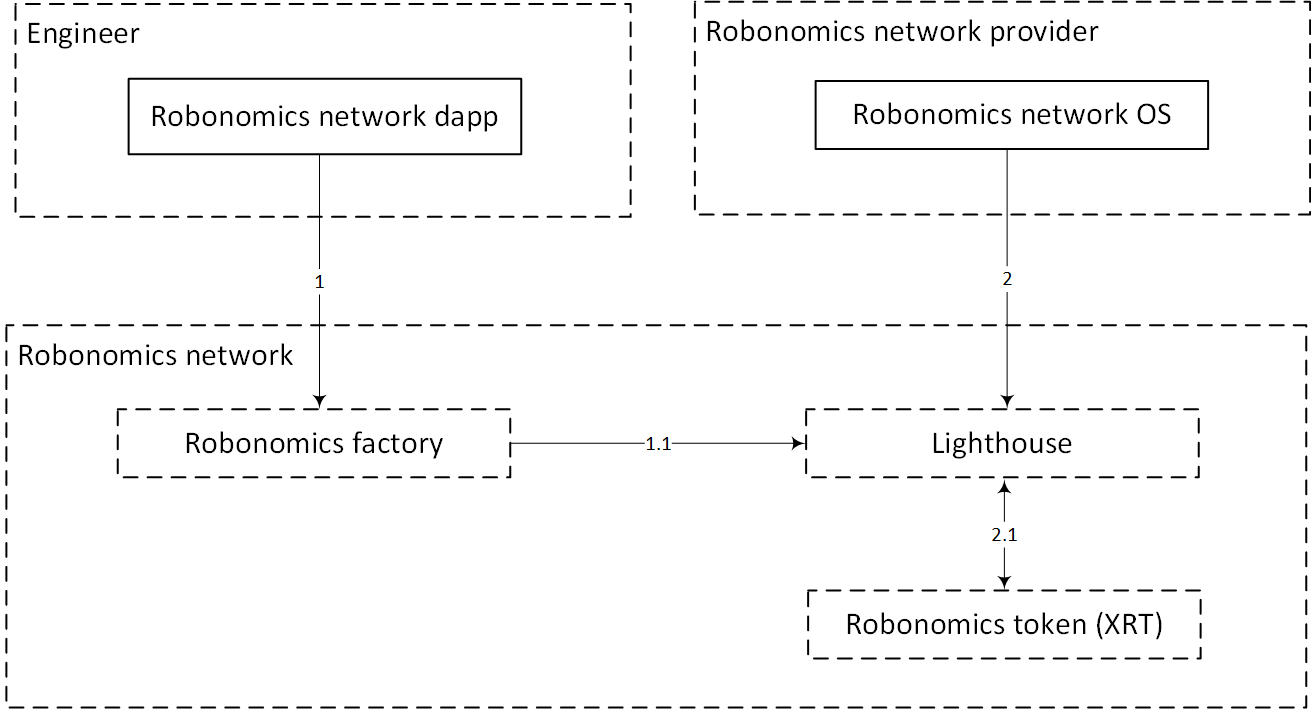 Engineer
Robonomics network dapp
Robonomics network provider
Robonomics network OS
1
2
Robonomics network
Robonomics factory
1.1
Lighthouse
2.1
Robonomics token (XRT)